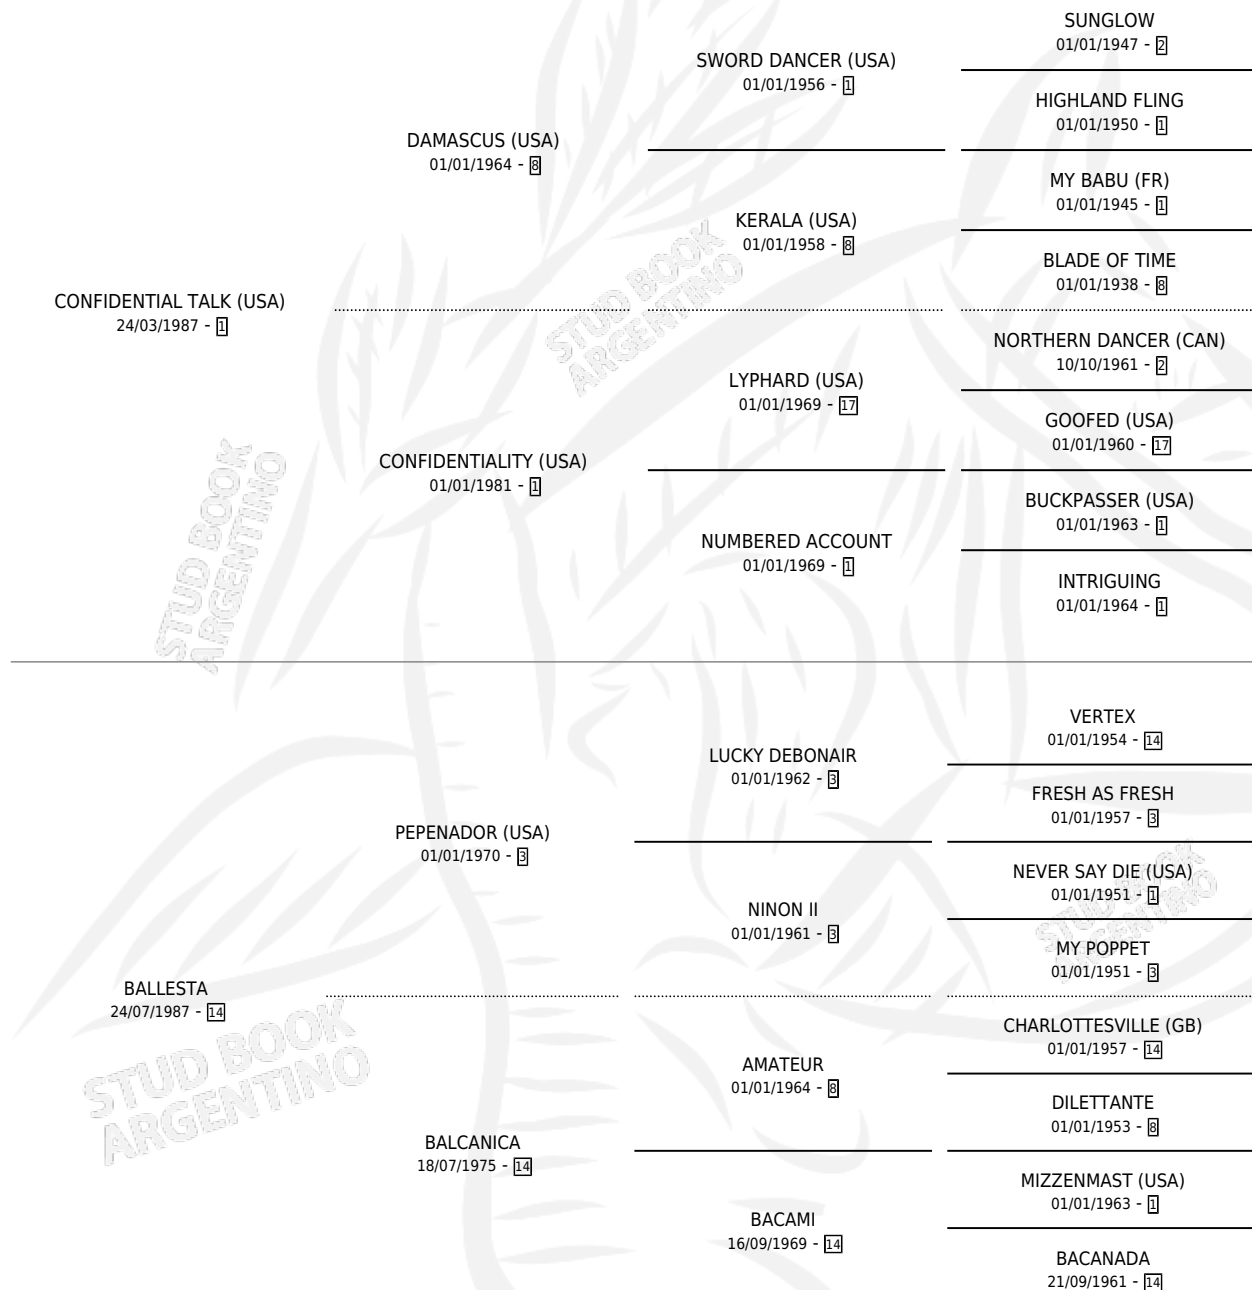 SUNGLOW
01/01/1947 - 2
SWORD DANCER (USA)
01/01/1956 - 1
HIGHLAND FLING
01/01/1950 - 1
DAMASCUS (USA)
01/01/1964 - 8
MY BABU (FR)
01/01/1945 - 1
KERALA (USA)
01/01/1958 - 8
BLADE OF TIME
01/01/1938 - 8
CONFIDENTIAL TALK (USA)
24/03/1987 - 1
NORTHERN DANCER (CAN)
10/10/1961 - 2
LYPHARD (USA)
01/01/1969 - 17
GOOFED (USA)
01/01/1960 - 17
CONFIDENTIALITY (USA)
01/01/1981 - 1
BUCKPASSER (USA)
01/01/1963 - 1
NUMBERED ACCOUNT
01/01/1969 - 1
INTRIGUING
01/01/1964 - 1
VERTEX
01/01/1954 - 14
LUCKY DEBONAIR
01/01/1962 - 3
FRESH AS FRESH
01/01/1957 - 3
PEPENADOR (USA)
01/01/1970 - 3
NEVER SAY DIE (USA)
01/01/1951 - 1
NINON II
01/01/1961 - 3
MY POPPET
01/01/1951 - 3
BALLESTA
24/07/1987 - 14
CHARLOTTESVILLE (GB)
01/01/1957 - 14
AMATEUR
01/01/1964 - 8
DILETTANTE
01/01/1953 - 8
BALCANICA
18/07/1975 - 14
MIZZENMAST (USA)
01/01/1963 - 1
BACAMI
16/09/1969 - 14
BACANADA
21/09/1961 - 14
STUD BOOK
ARGENTINO
STUD BOOK
ARGENTINO
STUD BOOK
ARGENTINO
STUD BOOK
ARGENTINO